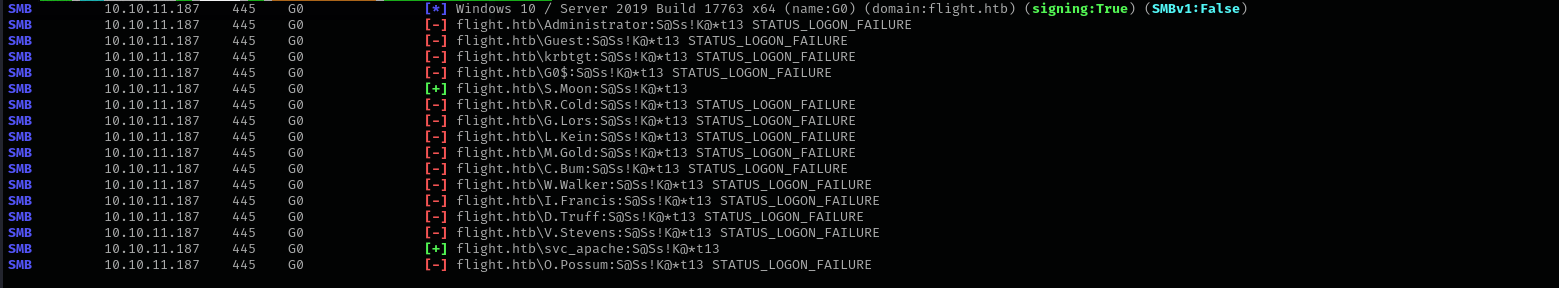 SMB 10.10.11.187 445 G0 [*] Windows 10 / Server 2019 Build 17763 x64 (name:G0) (domain:flight.htb) (signing:True) (SMBv1:False)
SMB 10.10.11.187 445 G0 [-] flight.htb\Administrator:S@Ss!K@*t13 STATUS_LOGON_FAILURE
SMB 10.10.11.187 445 G0 [-] flight.htb\Guest:S@Ss!K@*t13 STATUS_LOGON_FAILURE
SMB 10.10.11.187 445 G0 [-] flight.htb\krbtgt:S@Ss!K@*t13 STATUS_LOGON_FAILURE
SMB 10.10.11.187 445 G0 [-] flight.htb\G0$:S@Ss!K@*t13 STATUS_LOGON_FAILURE
SMB 10.10.11.187 445 G0 [+] flight.htb\S.Moon:S@Ss!K@*t13
SMB 10.10.11.187 445 G0 [-] flight.htb\R.Cold:S@Ss!K@*t13 STATUS_LOGON_FAILURE
SMB 10.10.11.187 445 G0 [-] flight.htb\G.Lors:S@Ss!K@*t13 STATUS_LOGON_FAILURE
SMB 10.10.11.187 445 G0 [-] flight.htb\L.Kein:S@Ss!K@*t13 STATUS_LOGON_FAILURE
SMB 10.10.11.187 445 G0 [-] flight.htb\M.Gold:S@Ss!K@*t13 STATUS_LOGON_FAILURE
SMB 10.10.11.187 445 G0 [-] flight.htb\C.Bum:S@Ss!K@*t13 STATUS_LOGON_FAILURE
SMB 10.10.11.187 445 G0 [-] flight.htb\W.Walker:S@Ss!K@*t13 STATUS_LOGON_FAILURE
SMB 10.10.11.187 445 G0 [-] flight.htb\I.Francis:S@Ss!K@*t13 STATUS_LOGON_FAILURE
SMB 10.10.11.187 445 G0 [-] flight.htb\D.Truff:S@Ss!K@*t13 STATUS_LOGON_FAILURE
SMB 10.10.11.187 445 G0 [-] flight.htb\V.Stevens:S@Ss!K@*t13 STATUS_LOGON_FAILURE
SMB 10.10.11.187 445 G0 [+] flight.htb\svc_apache:S@Ss!K@*t13
SMB 10.10.11.187 445 G0 [-] flight.htb\O.Possum:S@Ss!K@*t13 STATUS_LOGON_FAILURE